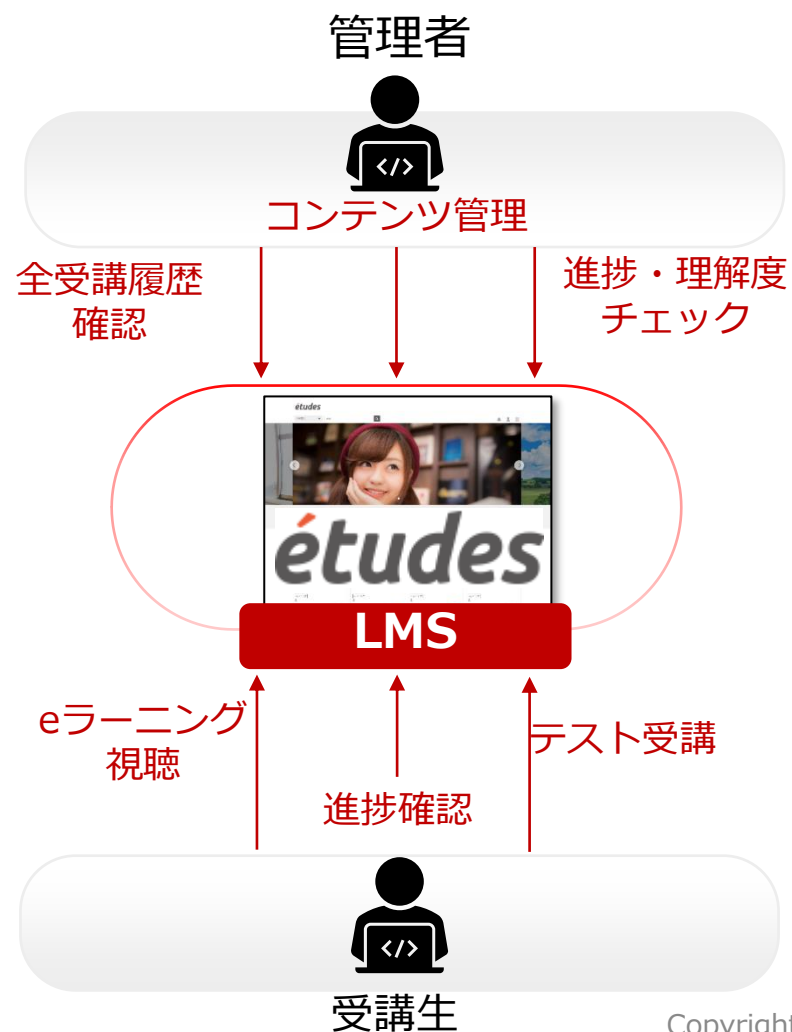 管理者
</>
コンテンツ管理
全受講履歴
確認
進捗・理解度
チェック
études
études
LMS
eラーニング
視聴
進捗確認
テスト受講
</>
受講生
Copyright